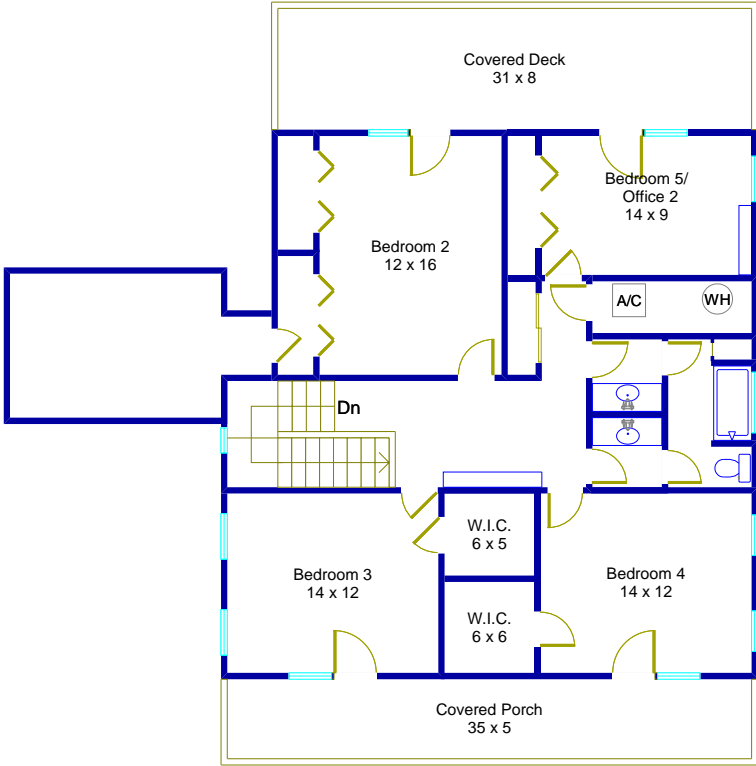 Covered Deck
31 x 8
Bedroom 5/
Office 2
14 x 9
Bedroom 2
12 x 16
A/C
WH
Dn
W.I.C.
6 x 5
Bedroom 3
14 x 12
Bedroom 4
14 x 12
W.I.C.
6 x 6
Covered Porch
35 x 5